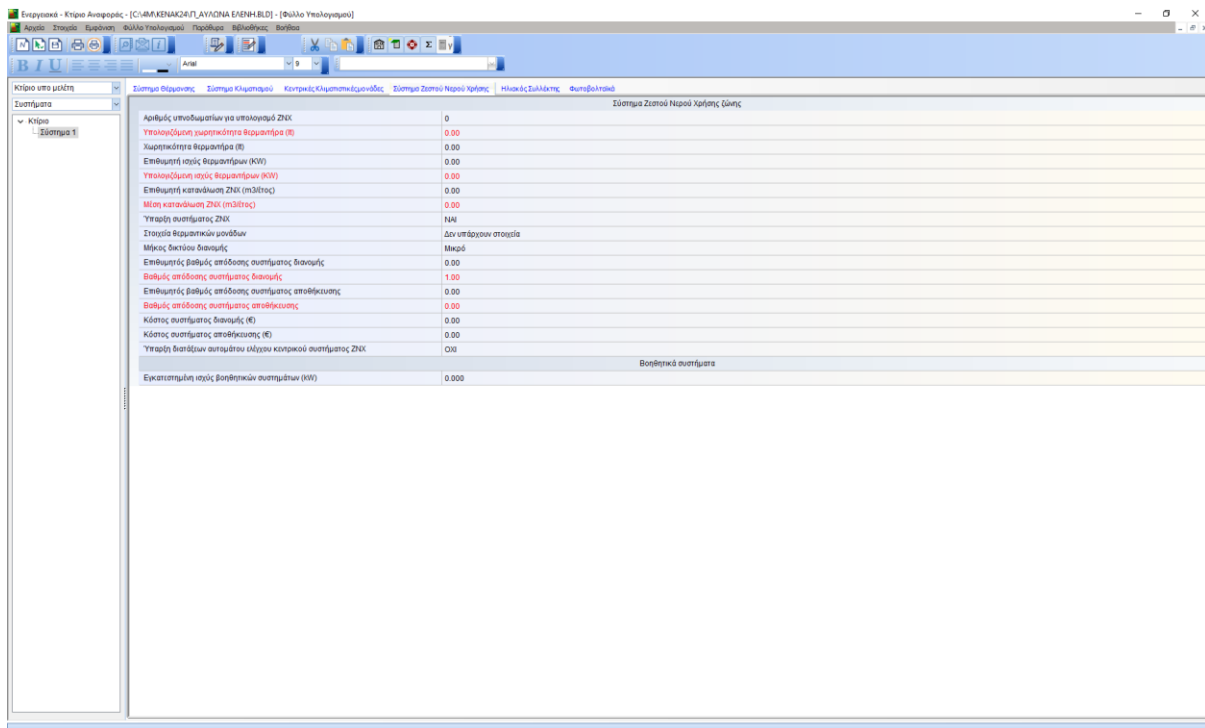 Ενεργειακά - Κτίριο Αναφοράς - [C:\4M\KENAK24\Π_ΑΥΛΩΝΑ ΕΛΕΝΗ.BLD] - [Φύλλο Υπολογισμού]
Αρχεία Στοιχεία Εμφάνιση Φύλλο Υπολογισμού Παράθυρα Βιβλιοθήκες Βοήθεια
B I U Arial 9
Κτίριο υπο μελέτη
Σύστημα Θέρμανσης Σύστημα Κλιματισμού Κεντρικές Κλιματιστικές μονάδες Σύστημα Ζεστού Νερού Χρήσης Ηλιακός Συλλέκτης Φωτοβολταϊκά
Συστήματα
Κτίριο
Σύστημα 1
Σύστημα Ζεστού Νερού Χρήσης ζώνης
Αριθμός υπνοδωματίων για υπολογισμό ΖΝΧ 0
Υπολογιζόμενη χωρητικότητα θερμαντήρα (lt) 0.00
Χωρητικότητα θερμαντήρα (lt) 0.00
Επιθυμητή ισχύς θερμαντήρων (KW) 0.00
Υπολογιζόμενη ισχύς θερμαντήρων (KW) 0.00
Επιθυμητή κατανάλωση ΖΝΧ (m3/έτος) 0.00
Μέση κατανάλωση ΖΝΧ (m3/έτος) 0.00
Ύπαρξη συστήματος ΖΝΧ ΝΑΙ
Στοιχεία θερμαντικών μονάδων Δεν υπάρχουν στοιχεία
Μήκος δικτύου διανομής Μικρό
Επιθυμητός βαθμός απόδοσης συστήματος διανομής 0.00
Βαθμός απόδοσης συστήματος διανομής 1.00
Επιθυμητός βαθμός απόδοσης συστήματος αποθήκευσης 0.00
Βαθμός απόδοσης συστήματος αποθήκευσης 0.00
Κόστος συστήματος διανομής (€) 0.00
Κόστος συστήματος αποθήκευσης (€) 0.00
Ύπαρξη διατάξεων αυτομάτου ελέγχου κεντρικού συστήματος ΖΝΧ ΟΧΙ
Βοηθητικά συστήματα
Εγκατεστημένη ισχύς βοηθητικών συστημάτων (kW) 0.000